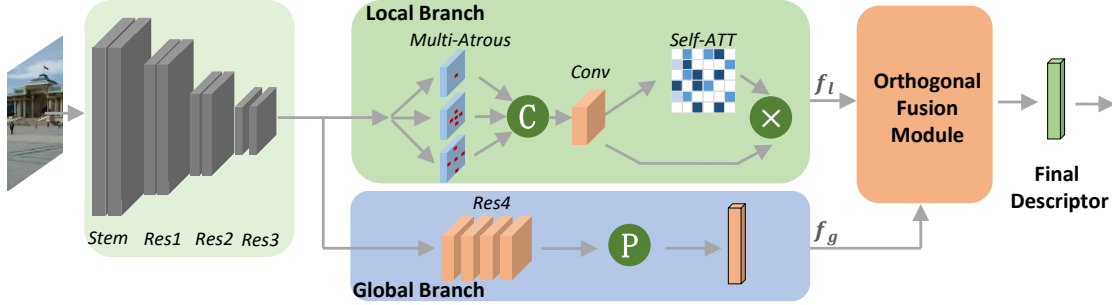 Local Branch
Multi-Atrous
Self-ATT
Conv
C
×
f_l
Stem Res1 Res2 Res3
Res4
P
f_g
Global Branch
Orthogonal
Fusion
Module
Final
Descriptor